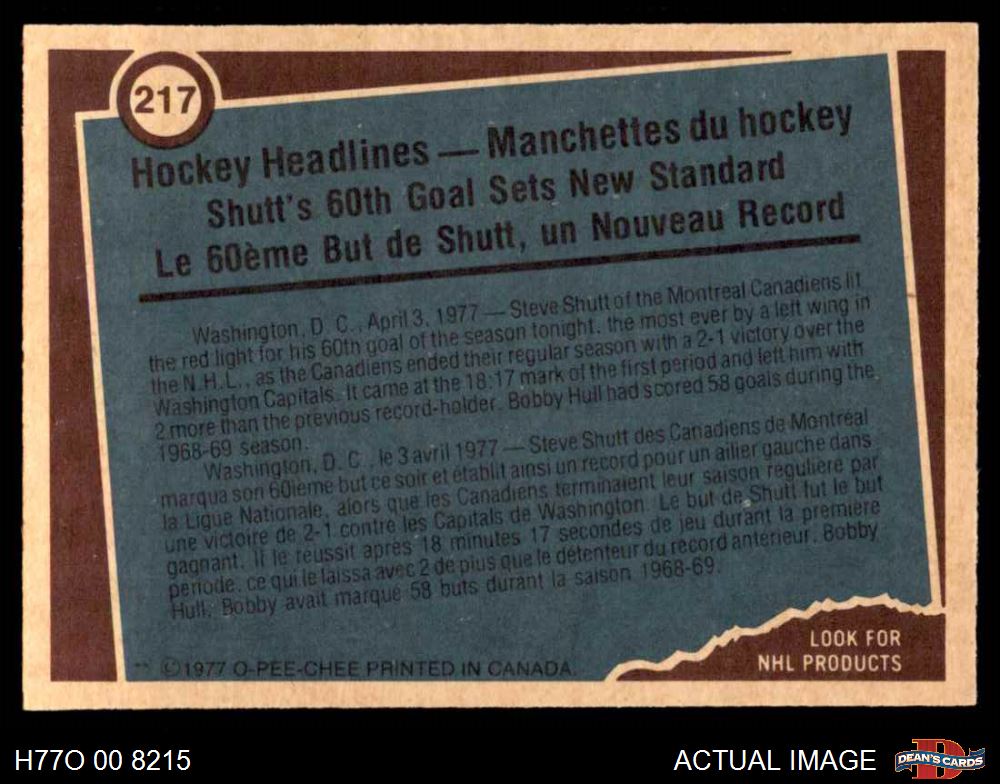 217
Hockey Headlines — Manchettes du hockey
Shutt's 60th Goal Sets New Standard
Le 60ème But de Shutt, un Nouveau Record
Washington, D. C., April 3, 1977 — Steve Shutt of the Montreal Canadiens lit
the red light for his 60th goal of the season tonight, the most ever by a left wing in
the N.H.L., as the Canadiens ended their regular season with a 2-1 victory over the
Washington Capitals. It came at the 18:17 mark of the first period and left him with
2 more than the previous record-holder. Bobby Hull had scored 58 goals during the
1968-69 season.
Washington, D. C., le 3 avril 1977 — Steve Shutt des Canadiens de Montréal
marqua son 60ieme but ce soir et établit ainsi un record pour un ailier gauche dans
la Ligue Nationale, alors que les Canadiens terminaient leur saison régulière par
une victoire de 2-1 contre les Capitals de Washington. Le but de Shutt fut le but
gagnant. Il le réussit après 18 minutes 17 secondes de jeu durant la première
période, ce qui le laissa avec 2 de plus que le détenteur du record antérieur. Bobby
Hull. Bobby avait marqué 58 buts durant la saison 1968-69.
** ©1977 O-PEE-CHEE PRINTED IN CANADA.
LOOK FOR
NHL PRODUCTS
H77O 00 8215
ACTUAL IMAGE
DEAN'S CARDS